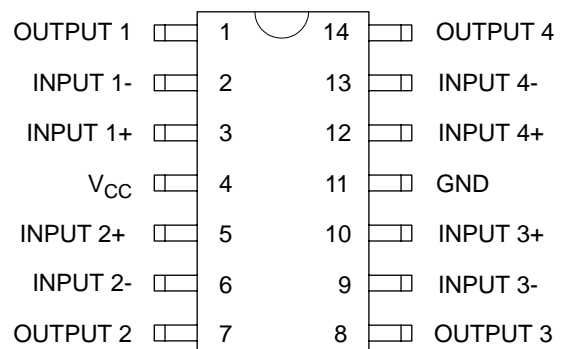 OUTPUT 1 1 14 OUTPUT 4
INPUT 1- 2 13 INPUT 4-
INPUT 1+ 3 12 INPUT 4+
VCC 4 11 GND
INPUT 2+ 5 10 INPUT 3+
INPUT 2- 6 9 INPUT 3-
OUTPUT 2 7 8 OUTPUT 3